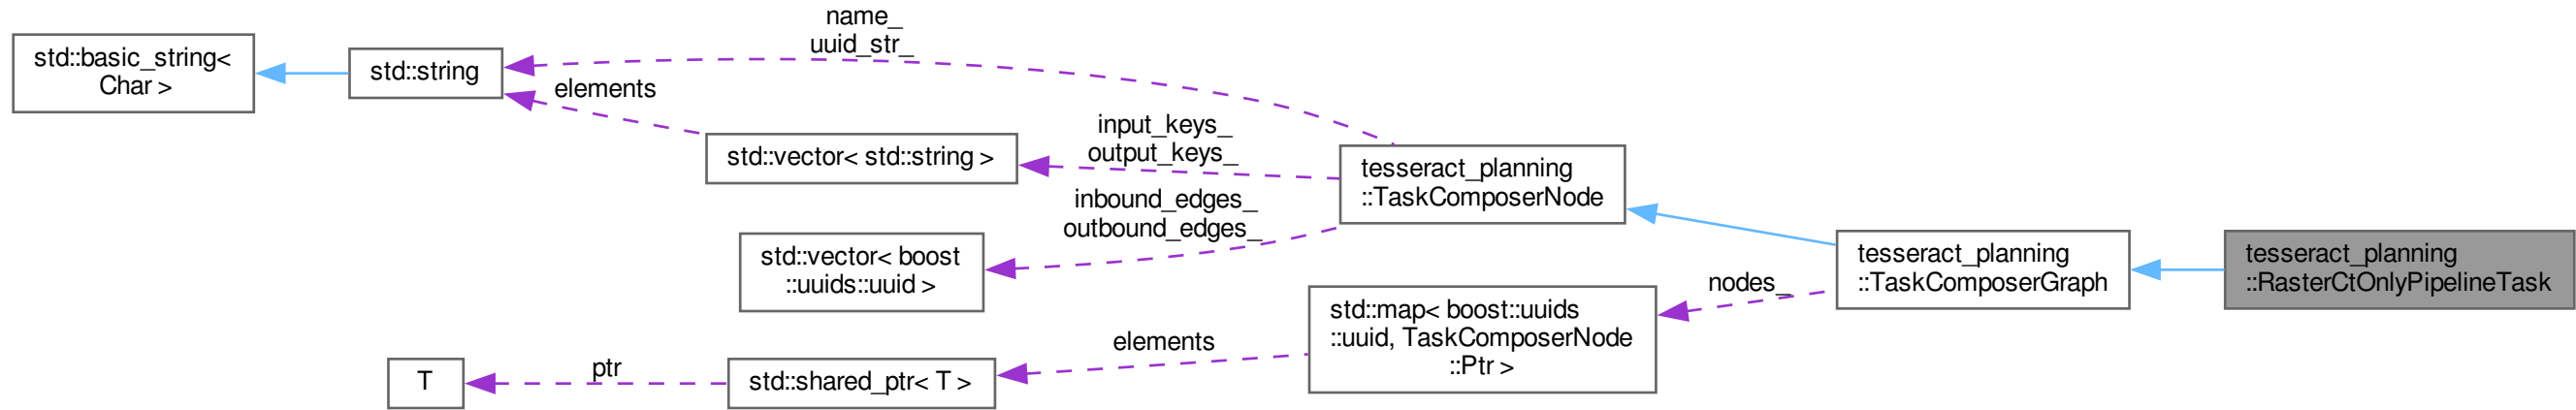 name_
uuid_str_
std::basic_string<
Char >
std::string
elements
input_keys_
output_keys_
std::vector< std::string >
tesseract_planning
::TaskComposerNode
inbound_edges_
outbound_edges_
std::vector< boost
::uuids::uuid >
tesseract_planning
::TaskComposerGraph
tesseract_planning
::RasterCtOnlyPipelineTask
nodes_
std::map< boost::uuids
::uuid, TaskComposerNode
::Ptr >
elements
ptr
T
std::shared_ptr< T >